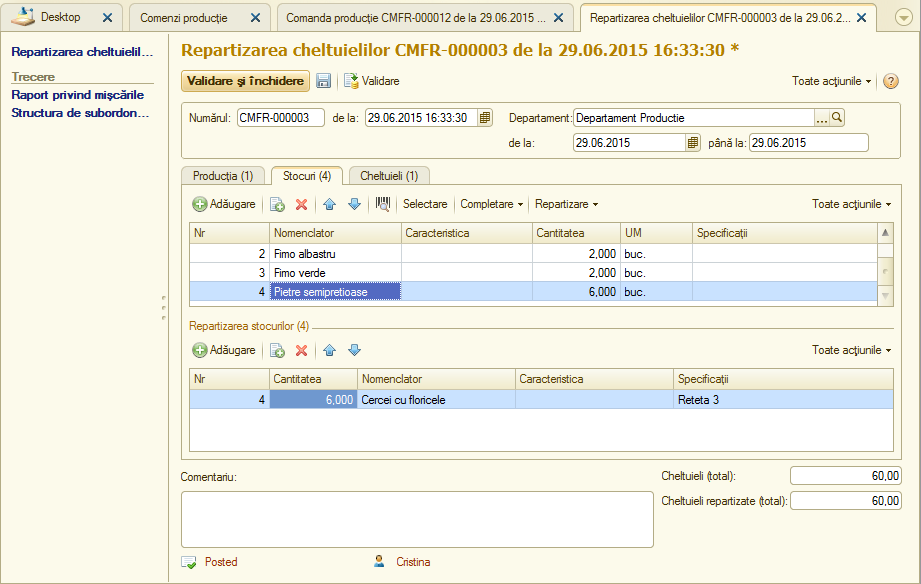 Desktop
Comenzi producție
Comanda producție CMFR-000012 de la 29.06.2015 ...
Repartizarea cheltuielilor CMFR-000003 de la 29.06.2...
Repartizarea cheltuielil...
Trecere
Raport privind mișcările
Structura de subordon...
Repartizarea cheltuielilor CMFR-000003 de la 29.06.2015 16:33:30 *
Validare și închidere
Validare
Toate acțiunile
?
Numărul: CMFR-000003 de la: 29.06.2015 16:33:30 Departament: Departament Productie ...
de la: 29.06.2015 până la: 29.06.2015
Producția (1) Stocuri (4) Cheltuieli (1)
Adăugare Selectare Completare Repartizare Toate acțiunile
Nr Nomenclator Caracteristica Cantitatea UM Specificații
2 Fimo albastru 2,000 buc.
3 Fimo verde 2,000 buc.
4 Pietre semipretioase 6,000 buc.
Repartizarea stocurilor (4)
Adăugare Toate acțiunile
Nr Cantitatea Nomenclator Caracteristica Specificații
4 6,000 Cercei cu floricele Reteta 3
Comentariu:
Cheltuieli (total): 60,00
Cheltuieli repartizate (total): 60,00
Posted Cristina